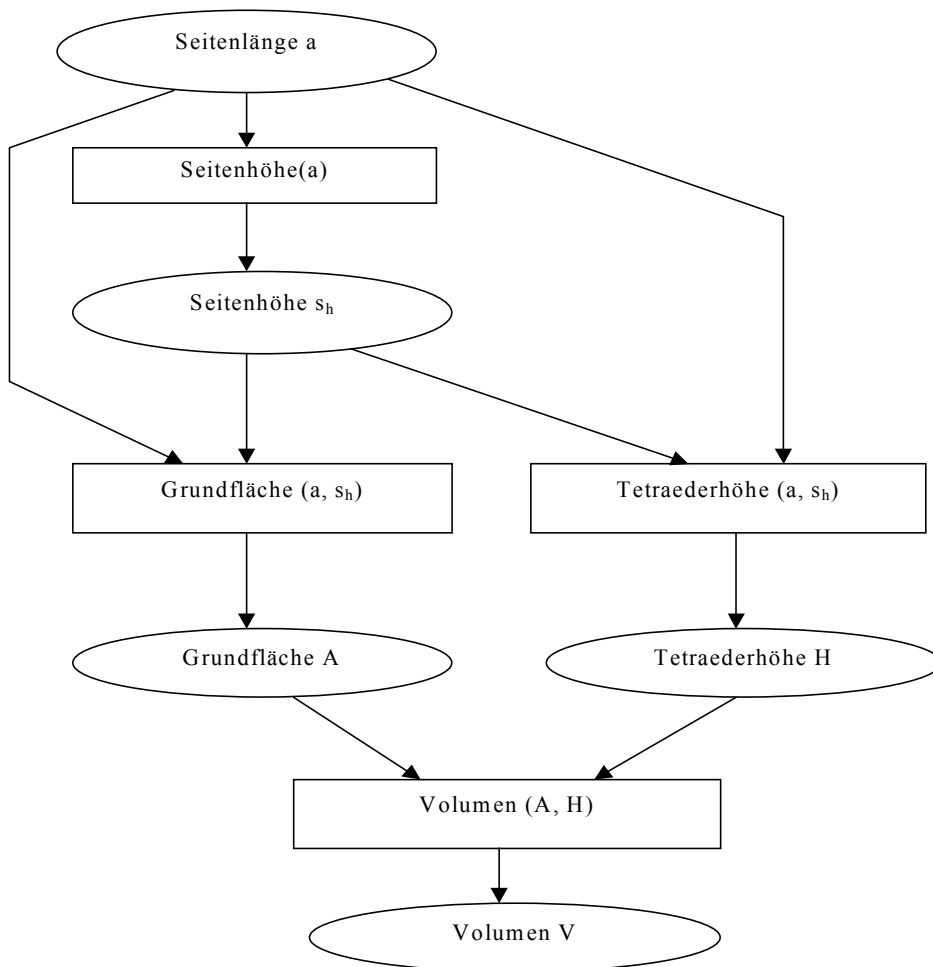 Seitenlänge a
Seitenhöhe(a)
Seitenhöhe sₕ
Grundfläche (a, sₕ)
Tetraederhöhe (a, sₕ)
Grundfläche A
Tetraederhöhe H
Volumen (A, H)
Volumen V